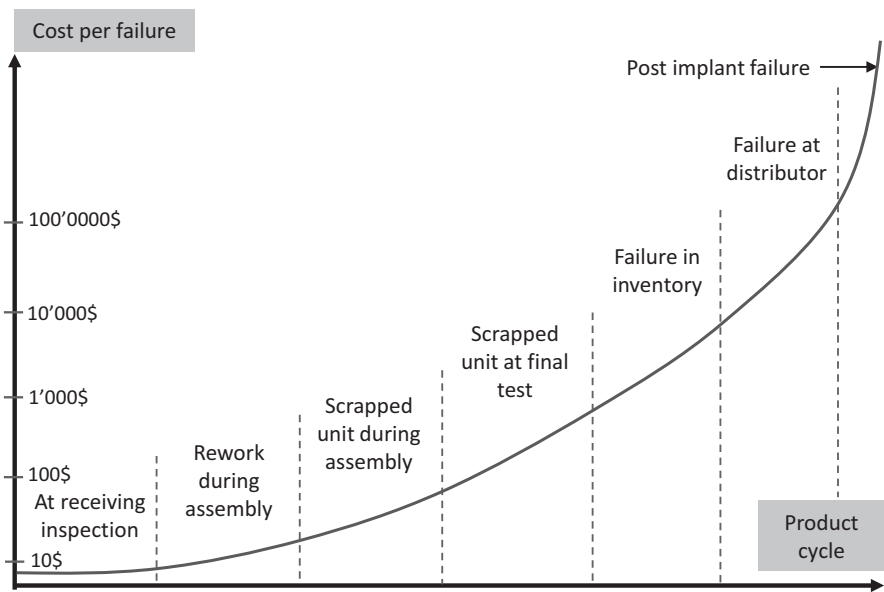 Cost per failure
Post implant failure
Failure at
distributor
100'0000$
Failure in
inventory
10'000$
Scrapped
unit at final
test
1'000$
Scrapped
unit during
assembly
Rework
during
assembly
100$
At receiving
inspection
10$
Product
cycle